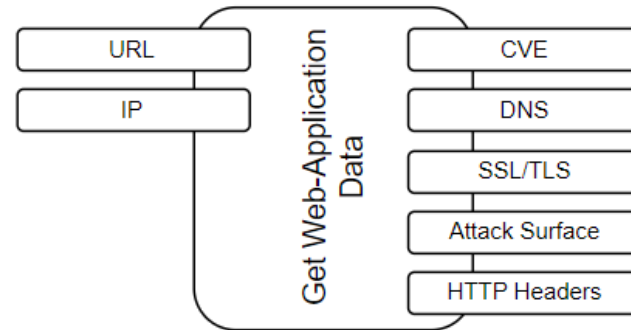 URL
IP
Get Web-Application
Data
CVE
DNS
SSL/TLS
Attack Surface
HTTP Headers